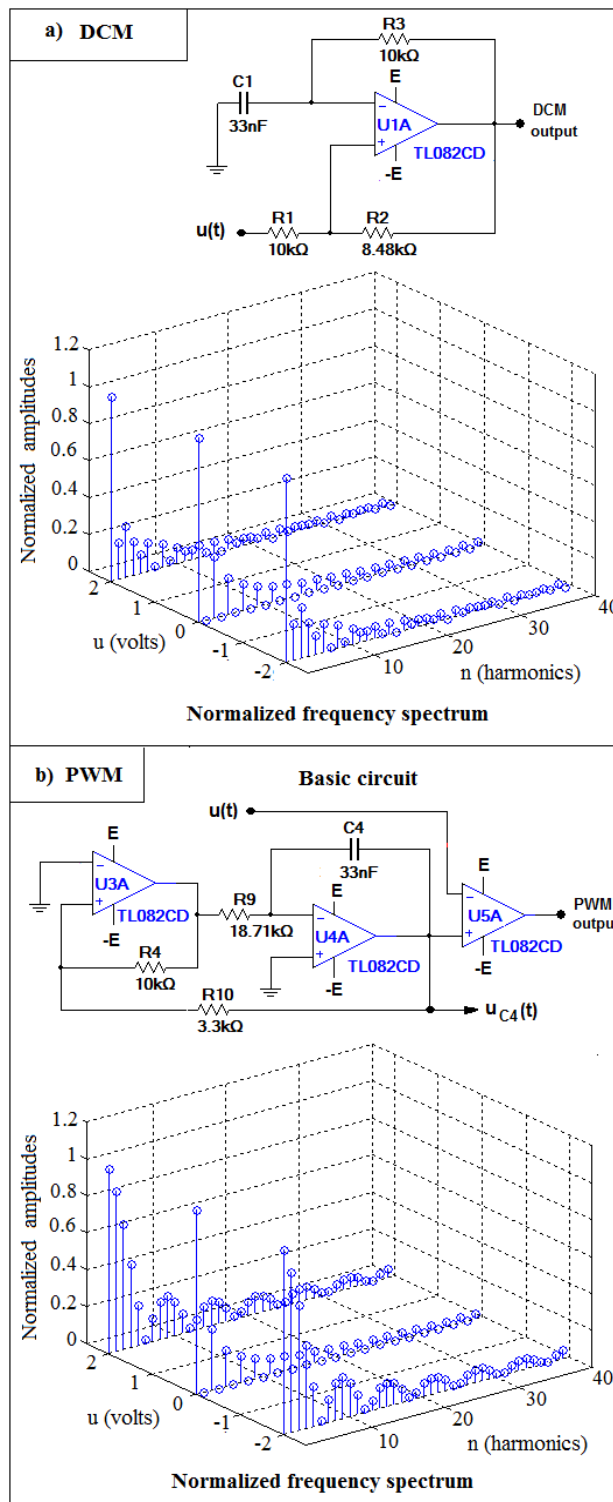 a) DCM
R3
10kΩ
C1
33nF
E
−
U1A
+
TL082CD
-E
DCM
output
u(t)
R1
10kΩ
R2
8.48kΩ
Normalized amplitudes
1.2
1
0.8
0.6
0.4
0.2
0
2
1
0
-1
-2
u (volts)
10
20
30
40
n (harmonics)
Normalized frequency spectrum
b) PWM
Basic circuit
u(t)
C4
33nF
E
−
U3A
+
TL082CD
-E
R9
18.71kΩ
E
−
U4A
+
TL082CD
-E
E
−
U5A
+
TL082CD
-E
PWM
output
R4
10kΩ
R10
3.3kΩ
uC4(t)
Normalized amplitudes
1.2
1
0.8
0.6
0.4
0.2
0
2
1
0
-1
-2
u (volts)
10
20
30
40
n (harmonics)
Normalized frequency spectrum